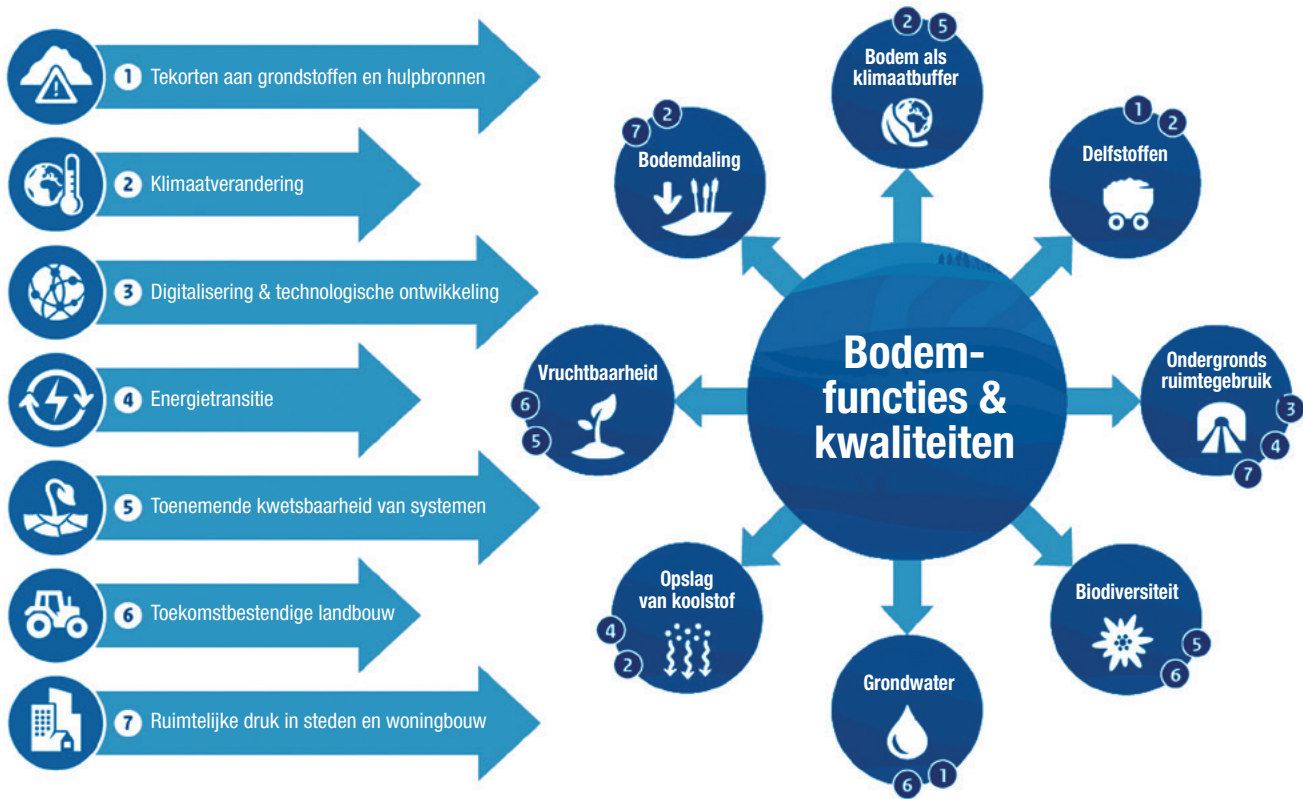 1 Tekorten aan grondstoffen en hulpbronnen
2 Klimaatverandering
3 Digitalisering & technologische ontwikkeling
4 Energietransitie
5 Toenemende kwetsbaarheid van systemen
6 Toekomstbestendige landbouw
7 Ruimtelijke druk in steden en woningbouw
Bodem-
functies &
kwaliteiten
2 5
Bodem als
klimaatbuffer
1 2
Delfstoffen
Ondergronds
ruimtegebruik
3
4
7
Biodiversiteit
5
6
Grondwater
6 1
Opslag
van koolstof
4
2
Vruchtbaarheid
6
5
7 2
Bodemdaling